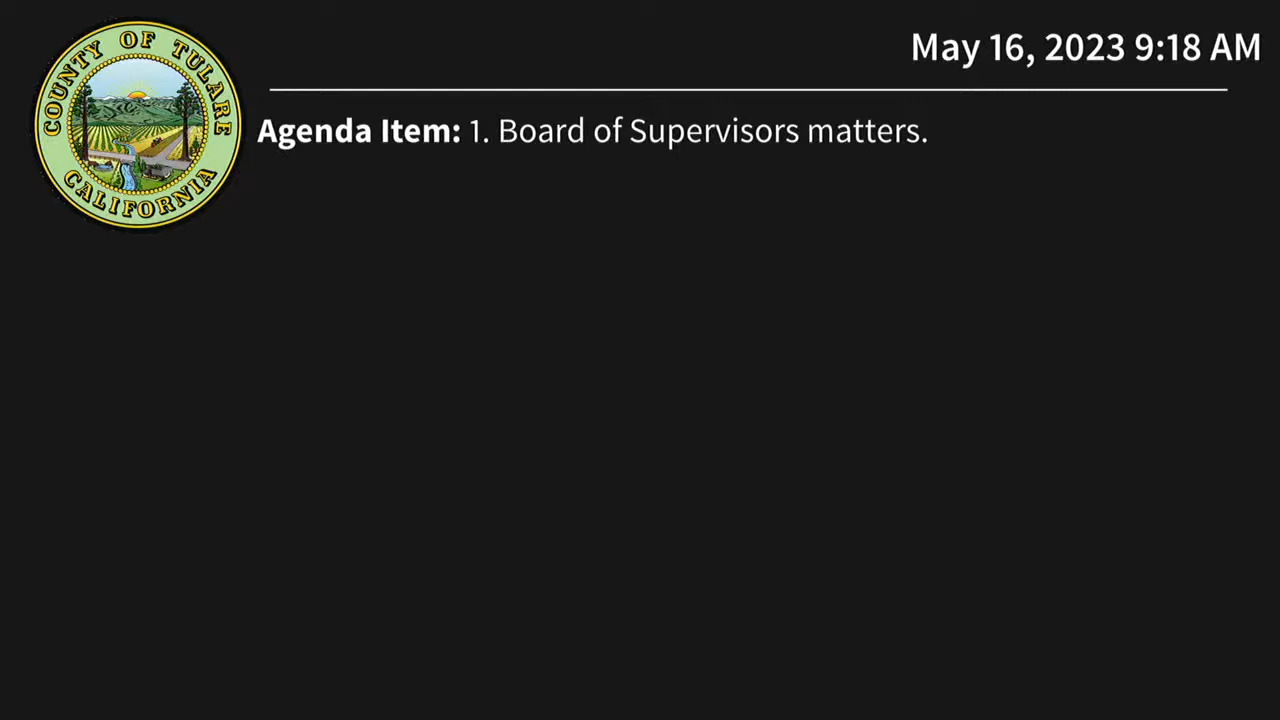 COUNTY OF TULARE
CALIFORNIA
May 16, 2023 9:18 AM
Agenda Item: 1. Board of Supervisors matters.